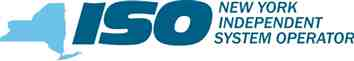 ISO NEW YORK
INDEPENDENT
SYSTEM OPERATOR